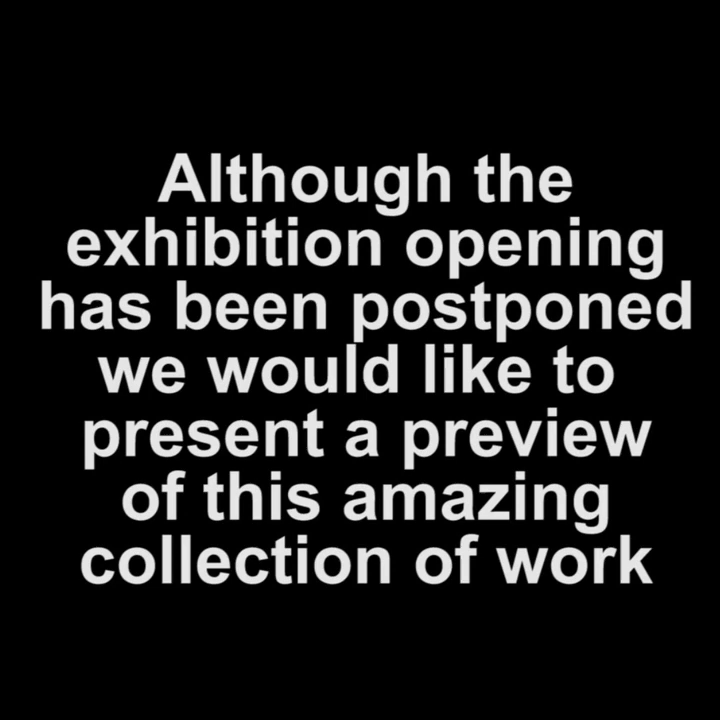 Although the
exhibition opening
has been postponed
we would like to
present a preview
of this amazing
collection of work